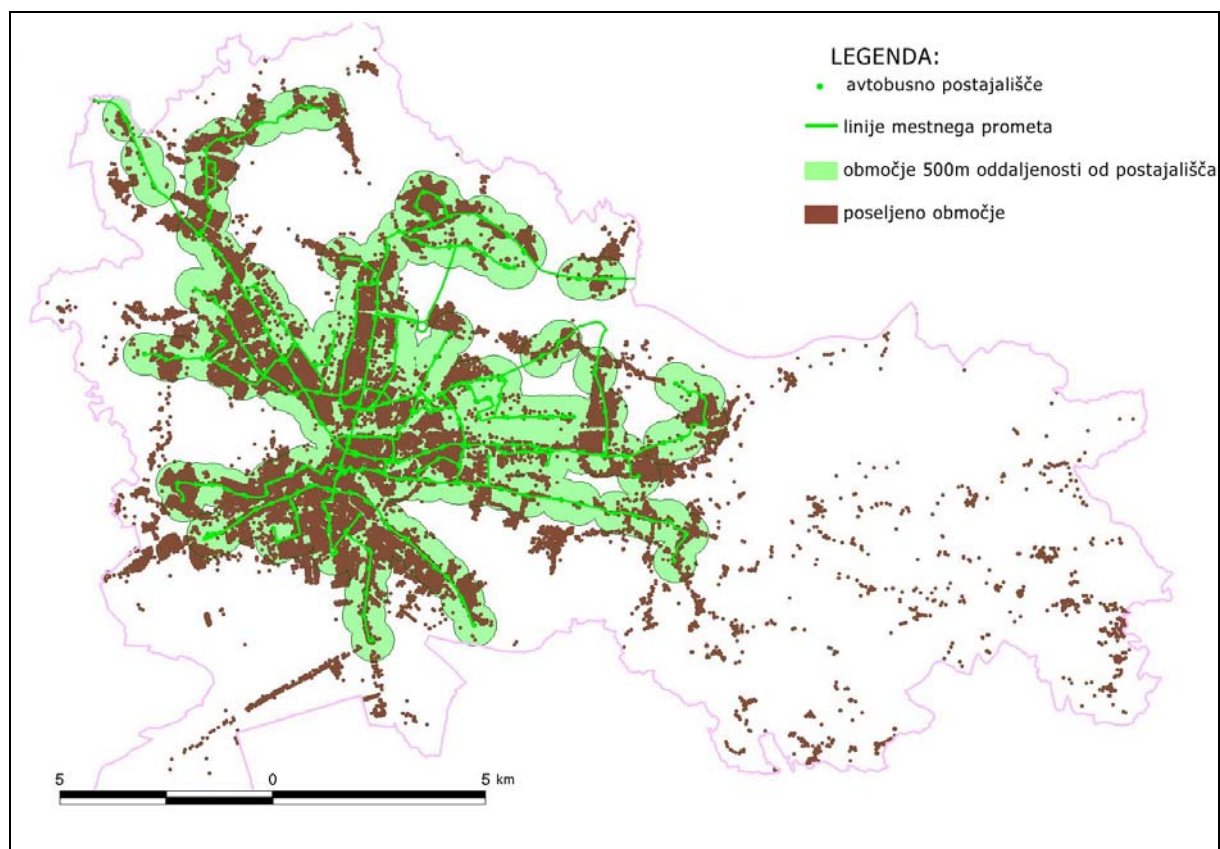 LEGENDA:
avtobusno postajališče
linije mestnega prometa
območje 500m oddaljenosti od postajališča
poseljeno območje
5 0 5 km